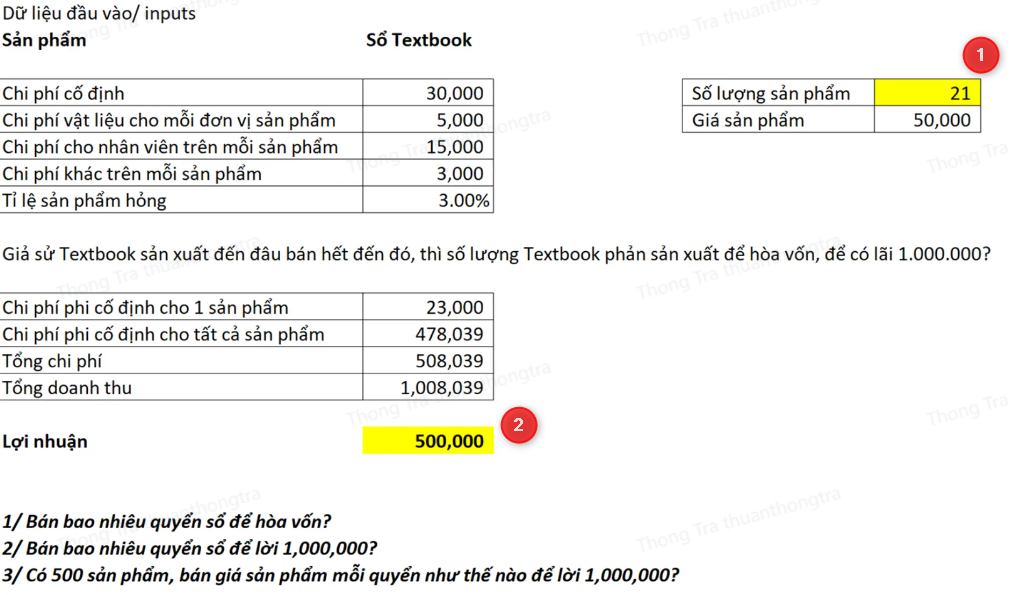 Dữ liệu đầu vào/ inputs
Sản phẩm Sổ Textbook
1
Chi phí cố định 30,000 Số lượng sản phẩm 21
Chi phí vật liệu cho mỗi đơn vị sản phẩm 5,000 Giá sản phẩm 50,000
Chi phí cho nhân viên trên mỗi sản phẩm 15,000
Chi phí khác trên mỗi sản phẩm 3,000
Tỉ lệ sản phẩm hỏng 3.00%
Giả sử Textbook sản xuất đến đâu bán hết đến đó, thì số lượng Textbook phản sản xuất để hòa vốn, để có lãi 1.000.000?
Chi phí phi cố định cho 1 sản phẩm 23,000
Chi phí phi cố định cho tất cả sản phẩm 478,039
Tổng chi phí 508,039
Tổng doanh thu 1,008,039
Lợi nhuận 500,000 2
1/ Bán bao nhiêu quyển sổ để hòa vốn?
2/ Bán bao nhiêu quyển sổ để lời 1,000,000?
3/ Có 500 sản phẩm, bán giá sản phẩm mỗi quyển như thế nào để lời 1,000,000?
Thong Tra thuanthongtra